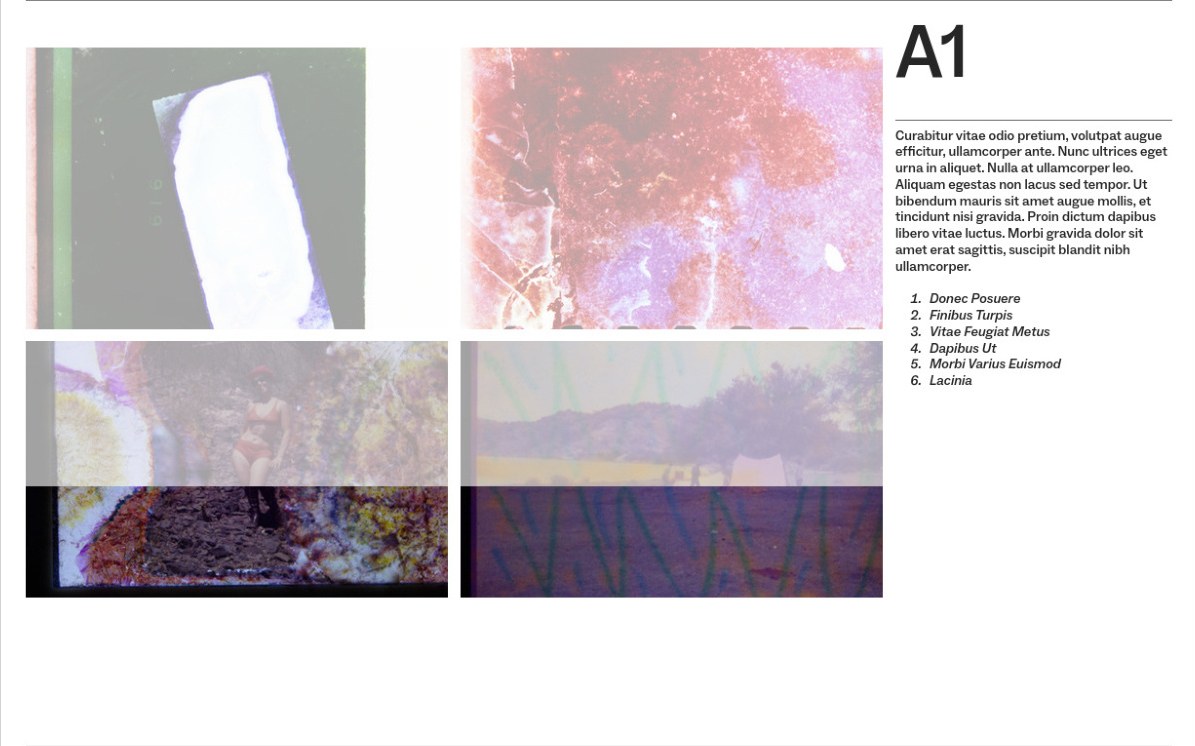 A1
Curabitur vitae odio pretium, volutpat augue
efficitur, ullamcorper ante. Nunc ultrices eget
urna in aliquet. Nulla at ullamcorper leo.
Aliquam egestas non lacus sed tempor. Ut
bibendum mauris sit amet augue mollis, et
tincidunt nisi gravida. Proin dictum dapibus
libero vitae luctus. Morbi gravida dolor sit
amet erat sagittis, suscipit blandit nibh
ullamcorper.
1. Donec Posuere
2. Finibus Turpis
3. Vitae Feugiat Metus
4. Dapibus Ut
5. Morbi Varius Euismod
6. Lacinia